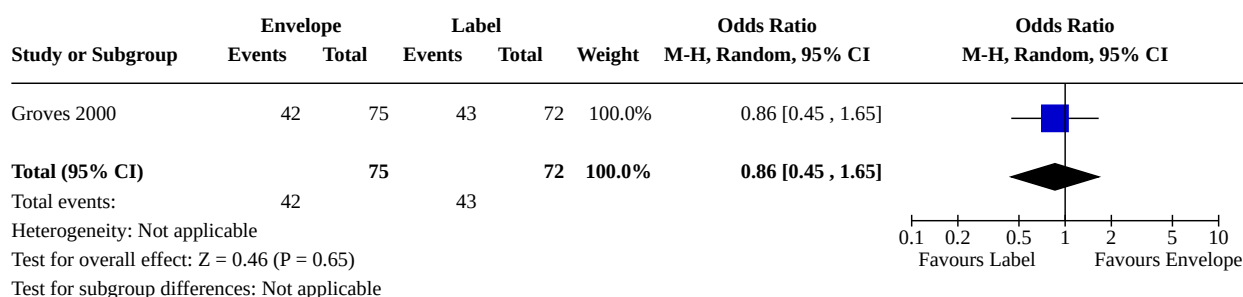 Envelope Label Odds Ratio Odds Ratio
Study or Subgroup Events Total Events Total Weight M-H, Random, 95% CI M-H, Random, 95% CI
Groves 2000 42 75 43 72 100.0% 0.86 [0.45 , 1.65]
Total (95% CI) 75 72 100.0% 0.86 [0.45 , 1.65]
Total events: 42 43
Heterogeneity: Not applicable
0.1 0.2 0.5 1 2 5 10
Test for overall effect: Z = 0.46 (P = 0.65) Favours Label Favours Envelope
Test for subgroup differences: Not applicable